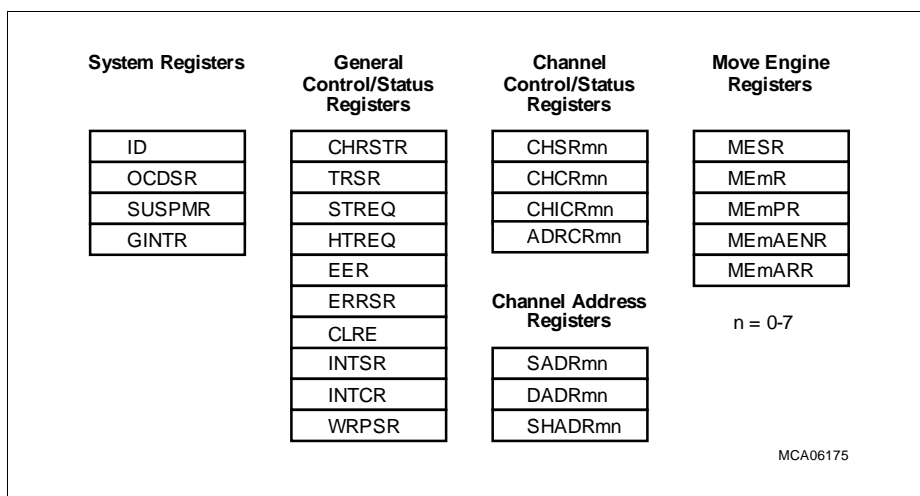 System Registers
ID
OCDSR
SUSPMR
GINTR
General
Control/Status
Registers
CHRSTR
TRSR
STREQ
HTREQ
EER
ERRSR
CLRE
INTSR
INTCR
WRPSR
Channel
Control/Status
Registers
CHSRmn
CHCRmn
CHICRmn
ADRCRmn
Channel Address
Registers
SADRmn
DADRmn
SHADRmn
Move Engine
Registers
MESR
MEmR
MEmPR
MEmAENR
MEmARR
n = 0-7
MCA06175